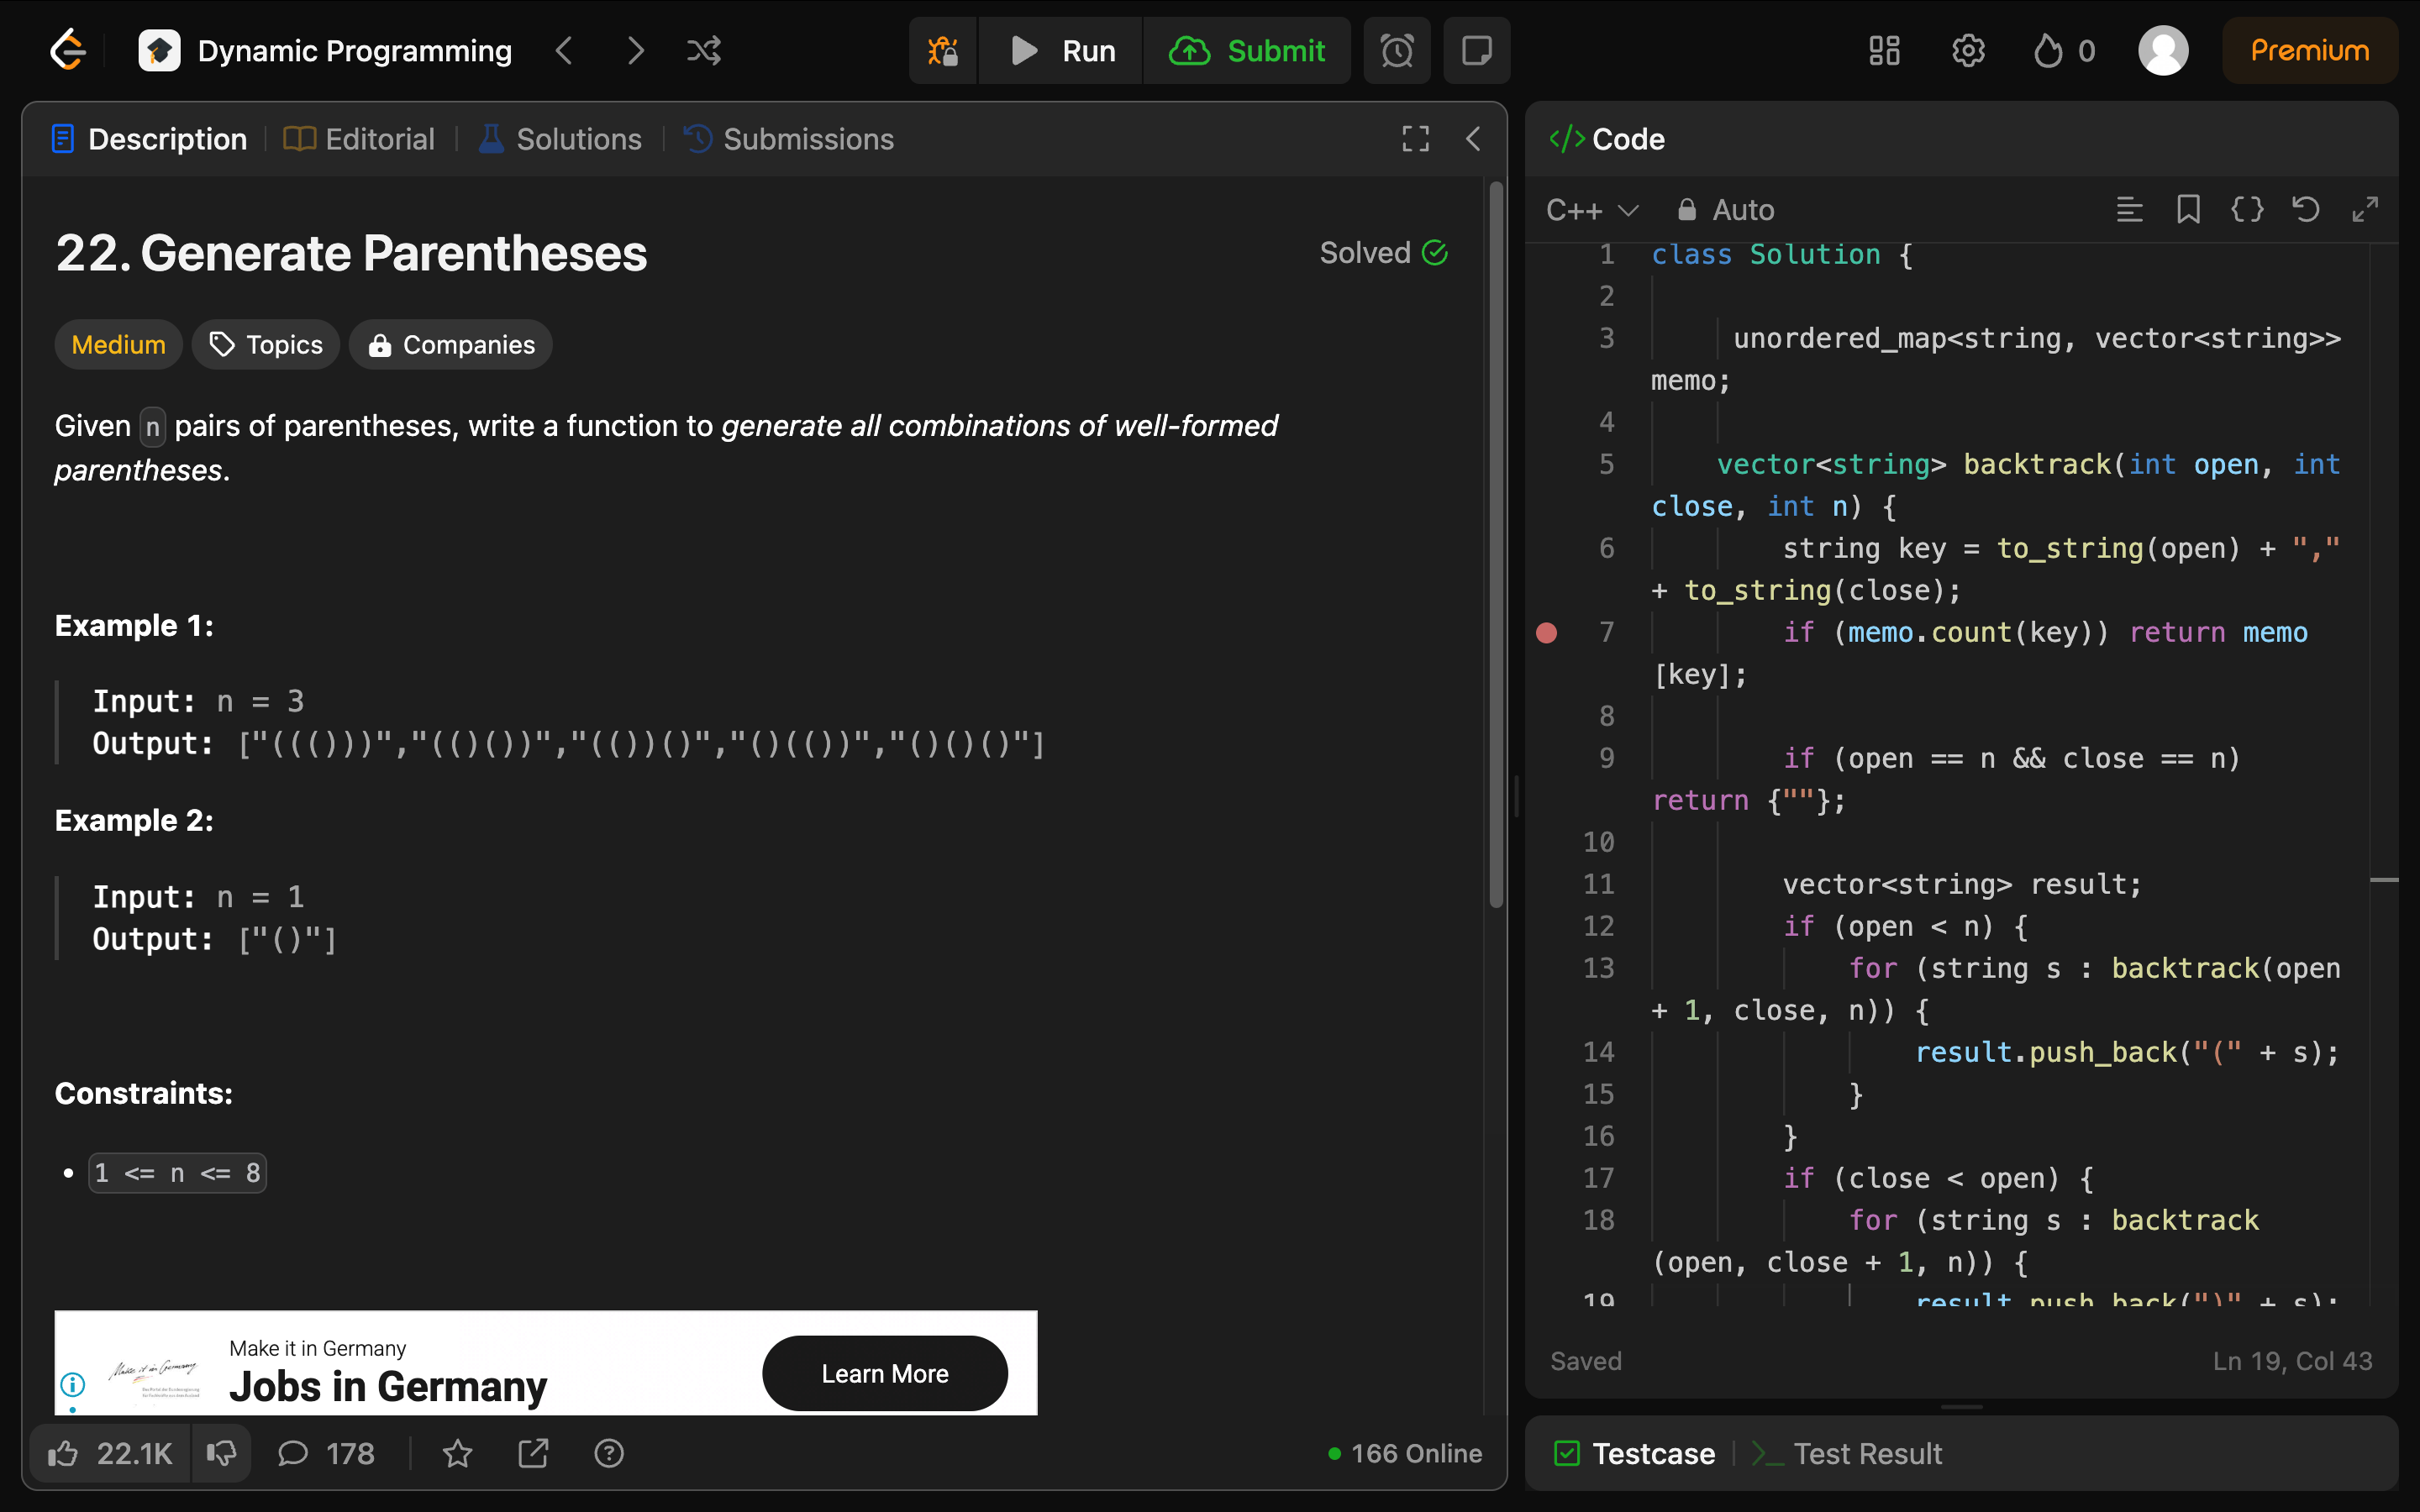 Dynamic Programming
Run
Submit
0
Premium
Description
Editorial
Solutions
Submissions
22. Generate Parentheses
Solved
Medium
Topics
Companies
Given n pairs of parentheses, write a function to generate all combinations of well-formed
parentheses.
Example 1:
Input: n = 3
Output: ["((()))","(()())","(())()","()(())","()()()"]
Example 2:
Input: n = 1
Output: ["()"]
Constraints:
1 <= n <= 8
Make it in Germany
Make it in Germany
Jobs in Germany
Learn More
22.1K
178
166 Online
</> Code
C++
Auto
1 class Solution {
2
3 unordered_map<string, vector<string>>
memo;
4
5 vector<string> backtrack(int open, int
close, int n) {
6 string key = to_string(open) + ","
+ to_string(close);
7 if (memo.count(key)) return memo
[key];
8
9 if (open == n && close == n)
return {""};
10
11 vector<string> result;
12 if (open < n) {
13 for (string s : backtrack(open
+ 1, close, n)) {
14 result.push_back("(" + s);
15 }
16 }
17 if (close < open) {
18 for (string s : backtrack
(open, close + 1, n)) {
19 result.push_back(")" + s);
Saved
Ln 19, Col 43
Testcase
Test Result